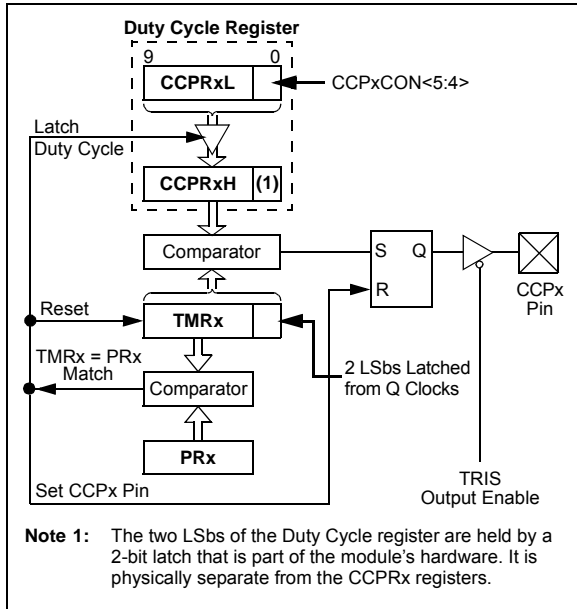 Duty Cycle Register
9 0
CCPRxL
CCPxCON<5:4>
Latch
Duty Cycle
CCPRxH (1)
Comparator
S Q
R
CCPx
Pin
Reset
TMRx
TMRx = PRx
Match
2 LSbs Latched
from Q Clocks
Comparator
PRx
Set CCPx Pin
TRIS
Output Enable
Note 1: The two LSbs of the Duty Cycle register are held by a
2-bit latch that is part of the module's hardware. It is
physically separate from the CCPRx registers.